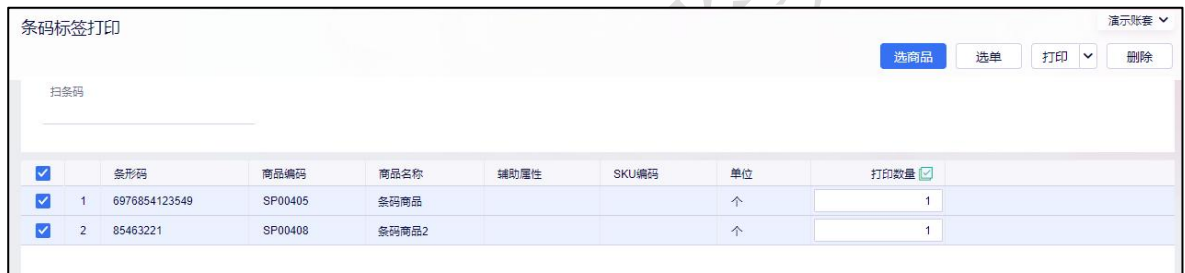 条码标签打印
演示账套
选商品 选单 打印 删除
扫条码
条形码 商品编码 商品名称 辅助属性 SKU编码 单位 打印数量
1 6976854123549 SP00405 条码商品 个 1
2 85463221 SP00408 条码商品2 个 1